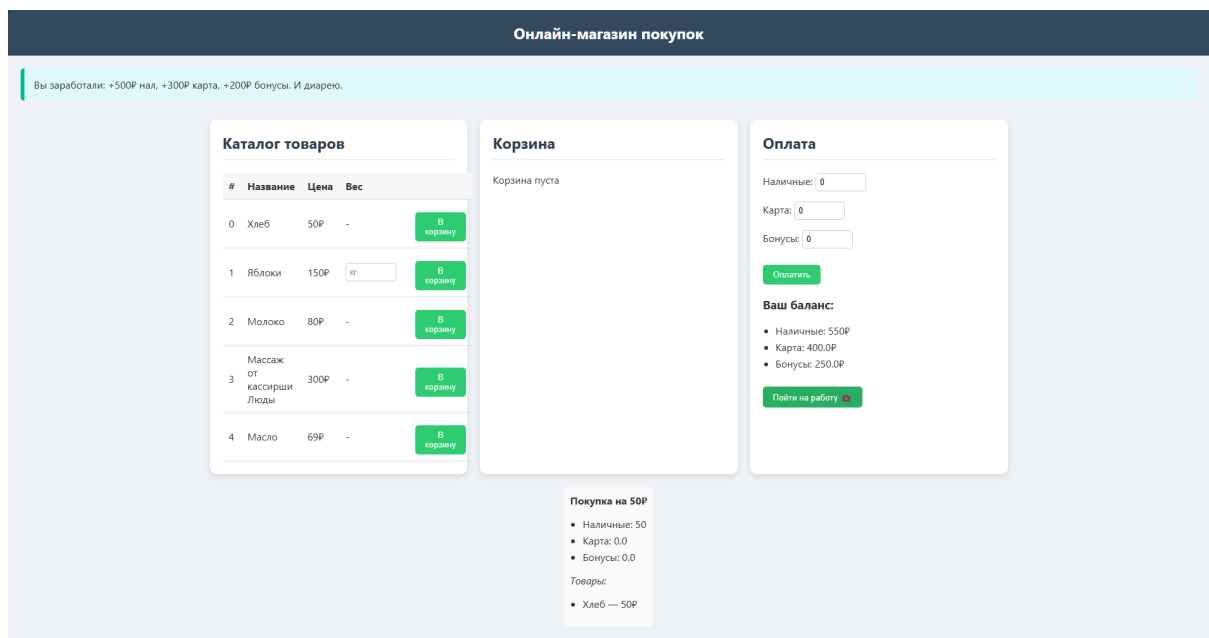 Онлайн-магазин покупок
Вы заработали: +500₽ нал, +300₽ карта, +200₽ бонусы. И диарею.
Каталог товаров
# Название Цена Вес
0 Хлеб 50₽ - В корзину
1 Яблоки 150₽ кг В корзину
2 Молоко 80₽ - В корзину
3 Массаж от кассирши Люды 300₽ - В корзину
4 Масло 69₽ - В корзину
Корзина
Корзина пуста
Оплата
Наличные: 0
Карта: 0
Бонусы: 0
Оплатить
Ваш баланс:
• Наличные: 550₽
• Карта: 400.0₽
• Бонусы: 250.0₽
Пойти на работу
Покупка на 50₽
• Наличные: 50
• Карта: 0.0
• Бонусы: 0.0
Товары:
• Хлеб — 50₽